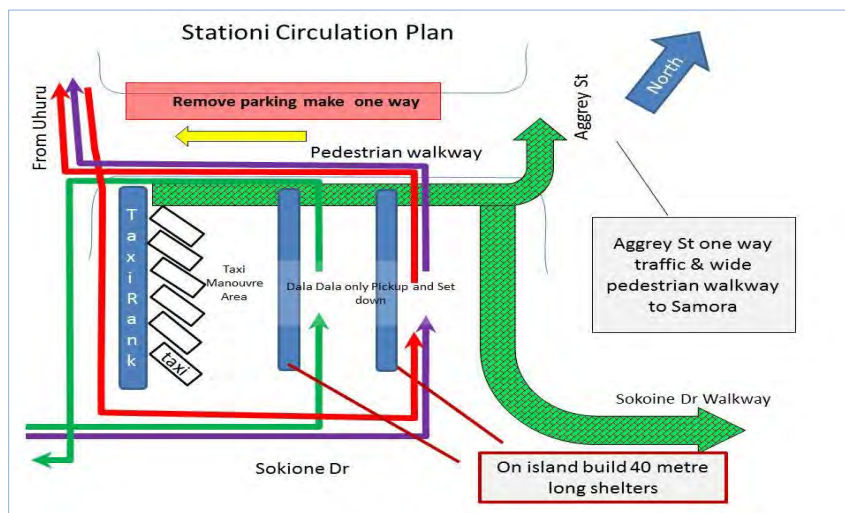 Stationi Circulation Plan
North
Remove parking make one way
From Uhuru
Aggrey St
Pedestrian walkway
TaxiRank
Taxi
Manouvre
Area
Dala Dala only Pickup and Set
down
taxi
Aggrey St one way
traffic & wide
pedestrian walkway
to Samora
Sokoine Dr Walkway
Sokione Dr
On island build 40 metre
long shelters